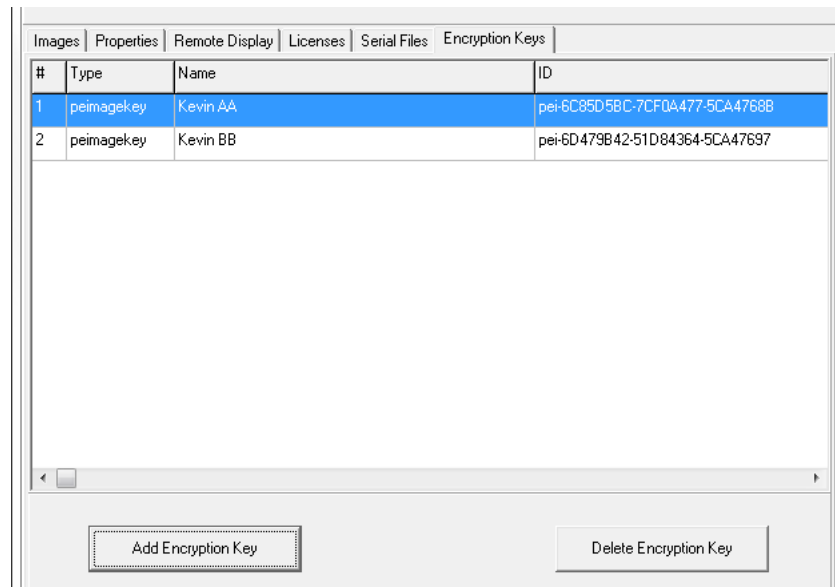 Images Properties Remote Display Licenses Serial Files Encryption Keys
# Type Name ID
1 peimagekey Kevin AA pei-6C85D5BC-7CF0A477-5CA4768B
2 peimagekey Kevin BB pei-6D479B42-51D84364-5CA47697
Add Encryption Key Delete Encryption Key